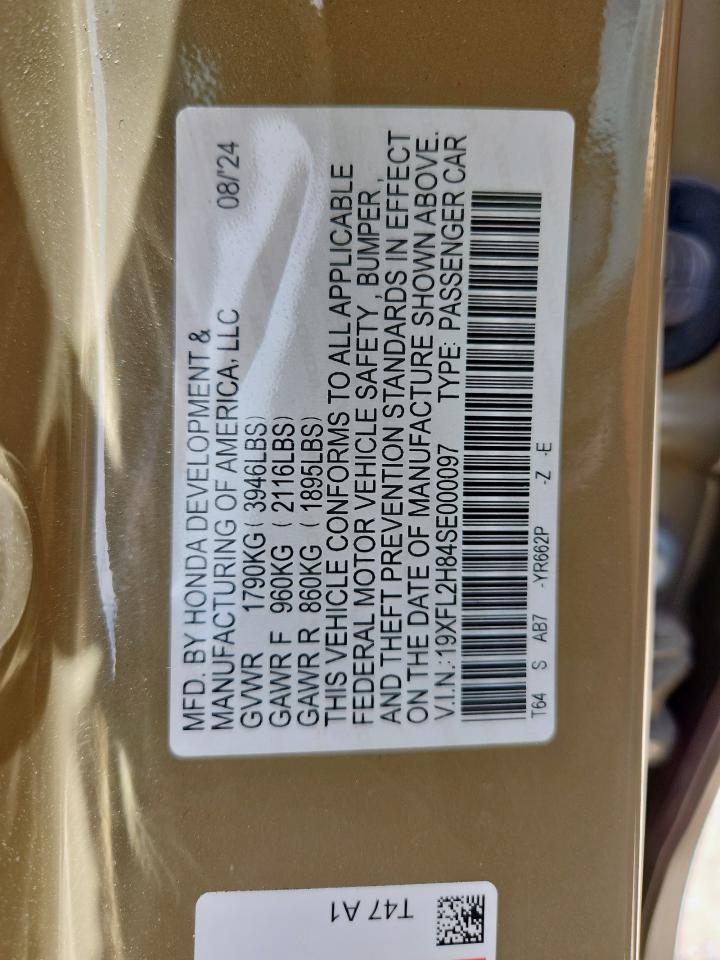 MFD. BY HONDA DEVELOPMENT & 08/'24
MANUFACTURING OF AMERICA, LLC
GVWR 1790KG ( 3946LBS)
GAWR F 960KG ( 2116LBS)
GAWR R 860KG ( 1895LBS)
THIS VEHICLE CONFORMS TO ALL APPLICABLE
FEDERAL MOTOR VEHICLE SAFETY , BUMPER ,
AND THEFT PREVENTION STANDARDS IN EFFECT
ON THE DATE OF MANUFACTURE SHOWN ABOVE.
V.I.N.:19XFL2H84SE000097 TYPE: PASSENGER CAR
T64 S AB7 -YR662P -Z -E
T47 A1